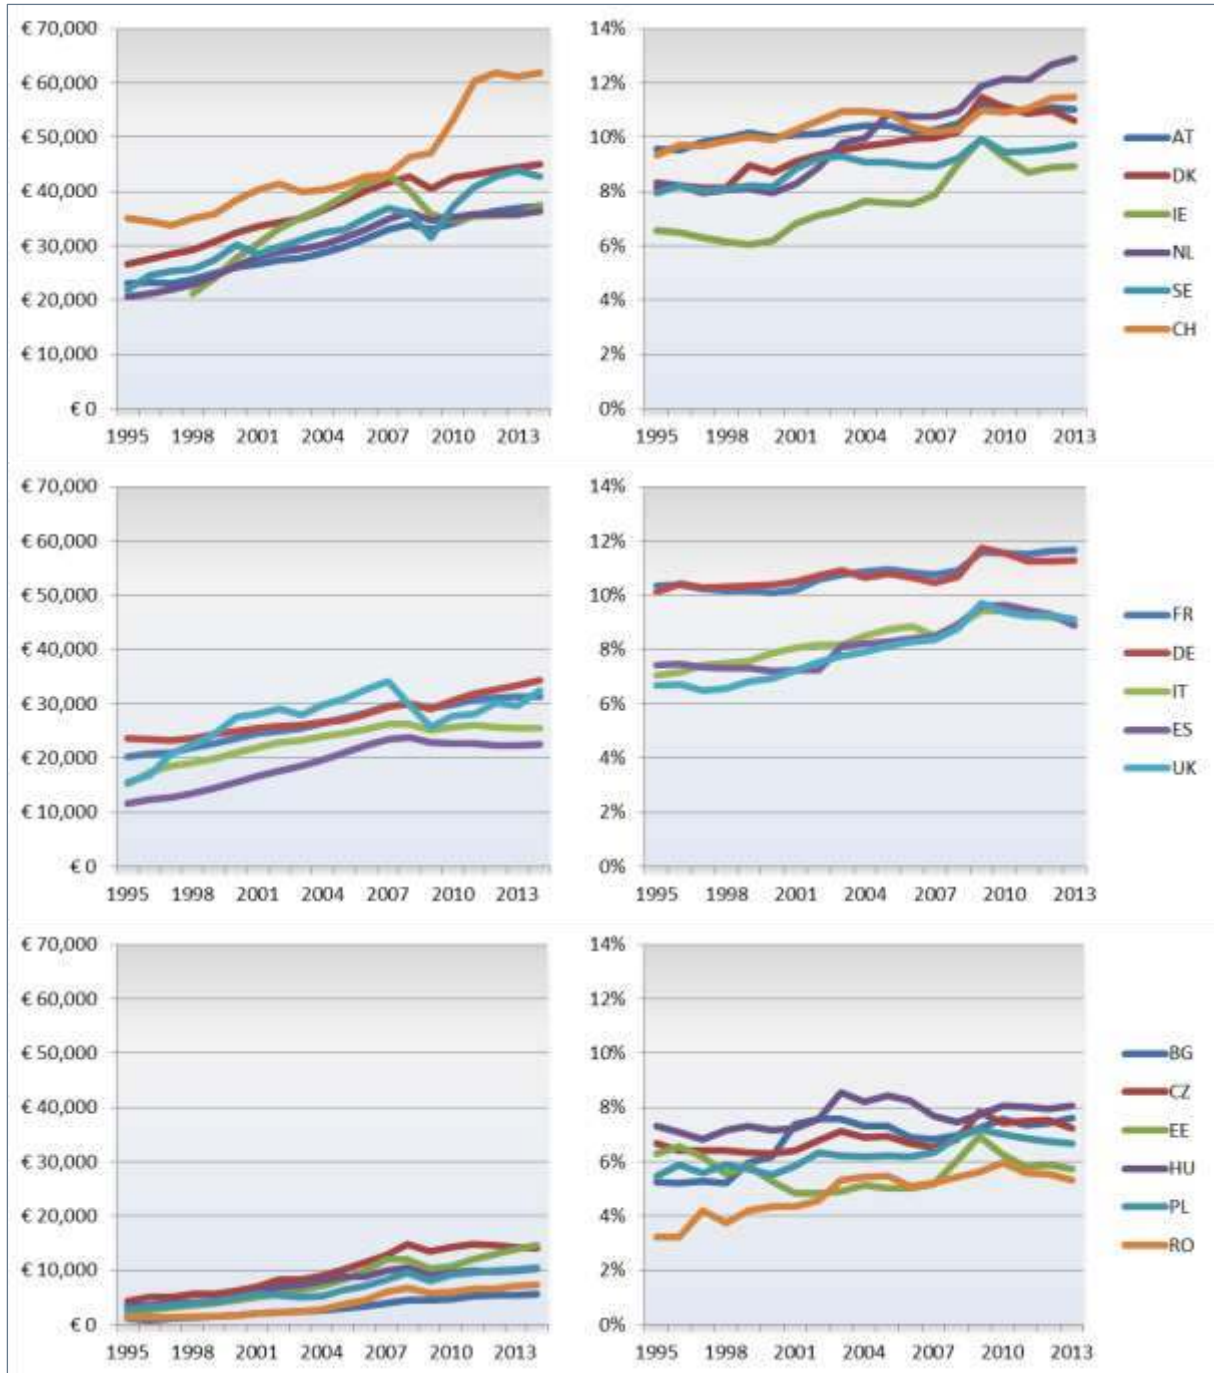 € 70,000
€ 60,000
€ 50,000
€ 40,000
€ 30,000
€ 20,000
€ 10,000
€ 0
1995 1998 2001 2004 2007 2010 2013
14%
12%
10%
8%
6%
4%
2%
0%
1995 1998 2001 2004 2007 2010 2013
AT
DK
IE
NL
SE
CH
€ 70,000
€ 60,000
€ 50,000
€ 40,000
€ 30,000
€ 20,000
€ 10,000
€ 0
1995 1998 2001 2004 2007 2010 2013
14%
12%
10%
8%
6%
4%
2%
0%
1995 1998 2001 2004 2007 2010 2013
FR
DE
IT
ES
UK
€ 70,000
€ 60,000
€ 50,000
€ 40,000
€ 30,000
€ 20,000
€ 10,000
€ 0
1995 1998 2001 2004 2007 2010 2013
14%
12%
10%
8%
6%
4%
2%
0%
1995 1998 2001 2004 2007 2010 2013
BG
CZ
EE
HU
PL
RO